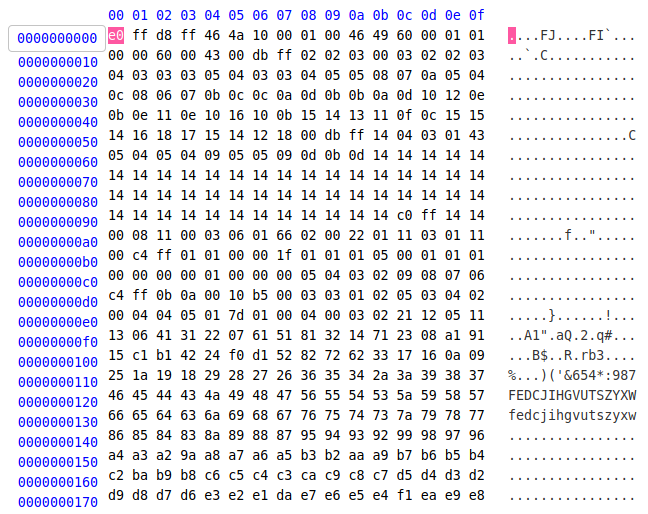 00 01 02 03 04 05 06 07 08 09 0a 0b 0c 0d 0e 0f
0000000000 e0 ff d8 ff 46 4a 10 00 01 00 46 49 60 00 01 01 ....FJ....FI`...
0000000010 00 00 60 00 43 00 db ff 02 02 03 00 03 02 02 03 ..`.C...........
0000000020 04 03 03 03 05 04 03 03 04 05 05 08 07 0a 05 04 ................
0000000030 0c 08 06 07 0b 0c 0c 0a 0d 0b 0b 0a 0d 10 12 0e ................
0000000040 0b 0e 11 0e 10 16 10 0b 15 14 13 11 0f 0c 15 15 ................
0000000050 14 16 18 17 15 14 12 18 00 db ff 14 04 03 01 43 ...............C
0000000060 05 04 05 04 09 05 05 09 0d 0b 0d 14 14 14 14 14 ................
0000000070 14 14 14 14 14 14 14 14 14 14 14 14 14 14 14 14 ................
0000000080 14 14 14 14 14 14 14 14 14 14 14 14 14 14 14 14 ................
0000000090 14 14 14 14 14 14 14 14 14 14 14 14 c0 ff 14 14 ................
00000000a0 00 08 11 00 03 06 01 66 02 00 22 01 11 03 01 11 .......f..".....
00000000b0 00 c4 ff 01 01 00 00 1f 01 01 01 05 00 01 01 01 ................
00000000c0 00 00 00 00 01 00 00 00 05 04 03 02 09 08 07 06 ................
00000000d0 c4 ff 0b 0a 00 10 b5 00 03 03 01 02 05 03 04 02 ................
00000000e0 00 04 04 05 01 7d 01 00 04 00 03 02 21 12 05 11 .....}......!...
00000000f0 13 06 41 31 22 07 61 51 81 32 14 71 23 08 a1 91 ..A1".aQ.2.q#...
0000000100 15 c1 b1 42 24 f0 d1 52 82 72 62 33 17 16 0a 09 ...B$..R.rb3....
0000000110 25 1a 19 18 29 28 27 26 36 35 34 2a 3a 39 38 37 %...)('&654*:987
0000000120 46 45 44 43 4a 49 48 47 56 55 54 53 5a 59 58 57 FEDCJIHGVUTSZYXW
0000000130 66 65 64 63 6a 69 68 67 76 75 74 73 7a 79 78 77 fedcjihgvutszyxw
0000000140 86 85 84 83 8a 89 88 87 95 94 93 92 99 98 97 96 ................
0000000150 a4 a3 a2 9a a8 a7 a6 a5 b3 b2 aa a9 b7 b6 b5 b4 ................
0000000160 c2 ba b9 b8 c6 c5 c4 c3 ca c9 c8 c7 d5 d4 d3 d2 ................
0000000170 d9 d8 d7 d6 e3 e2 e1 da e7 e6 e5 e4 f1 ea e9 e8 ................